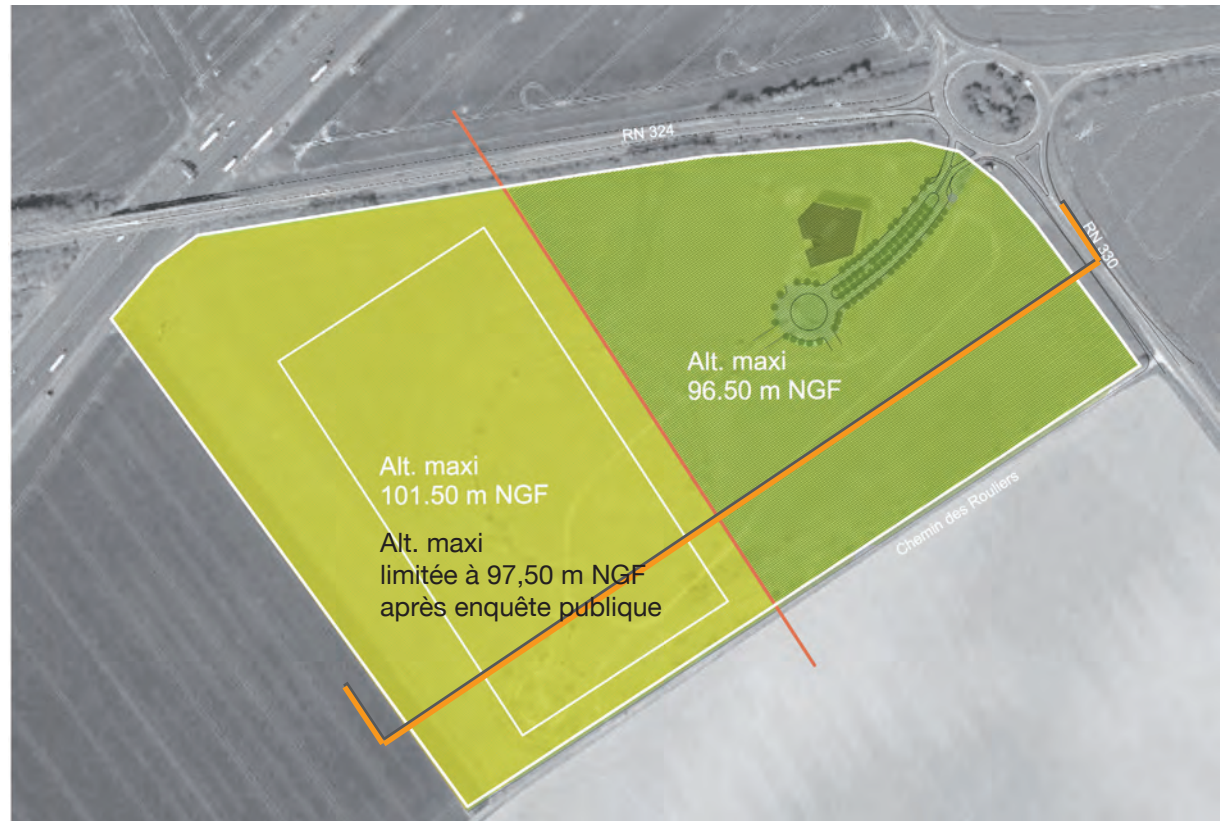 RN 324
RN 330
Alt. maxi
96.50 m NGF
Alt. maxi
101.50 m NGF
Alt. maxi
limitée à 97,50 m NGF
après enquête publique
Chemin des Rouliers